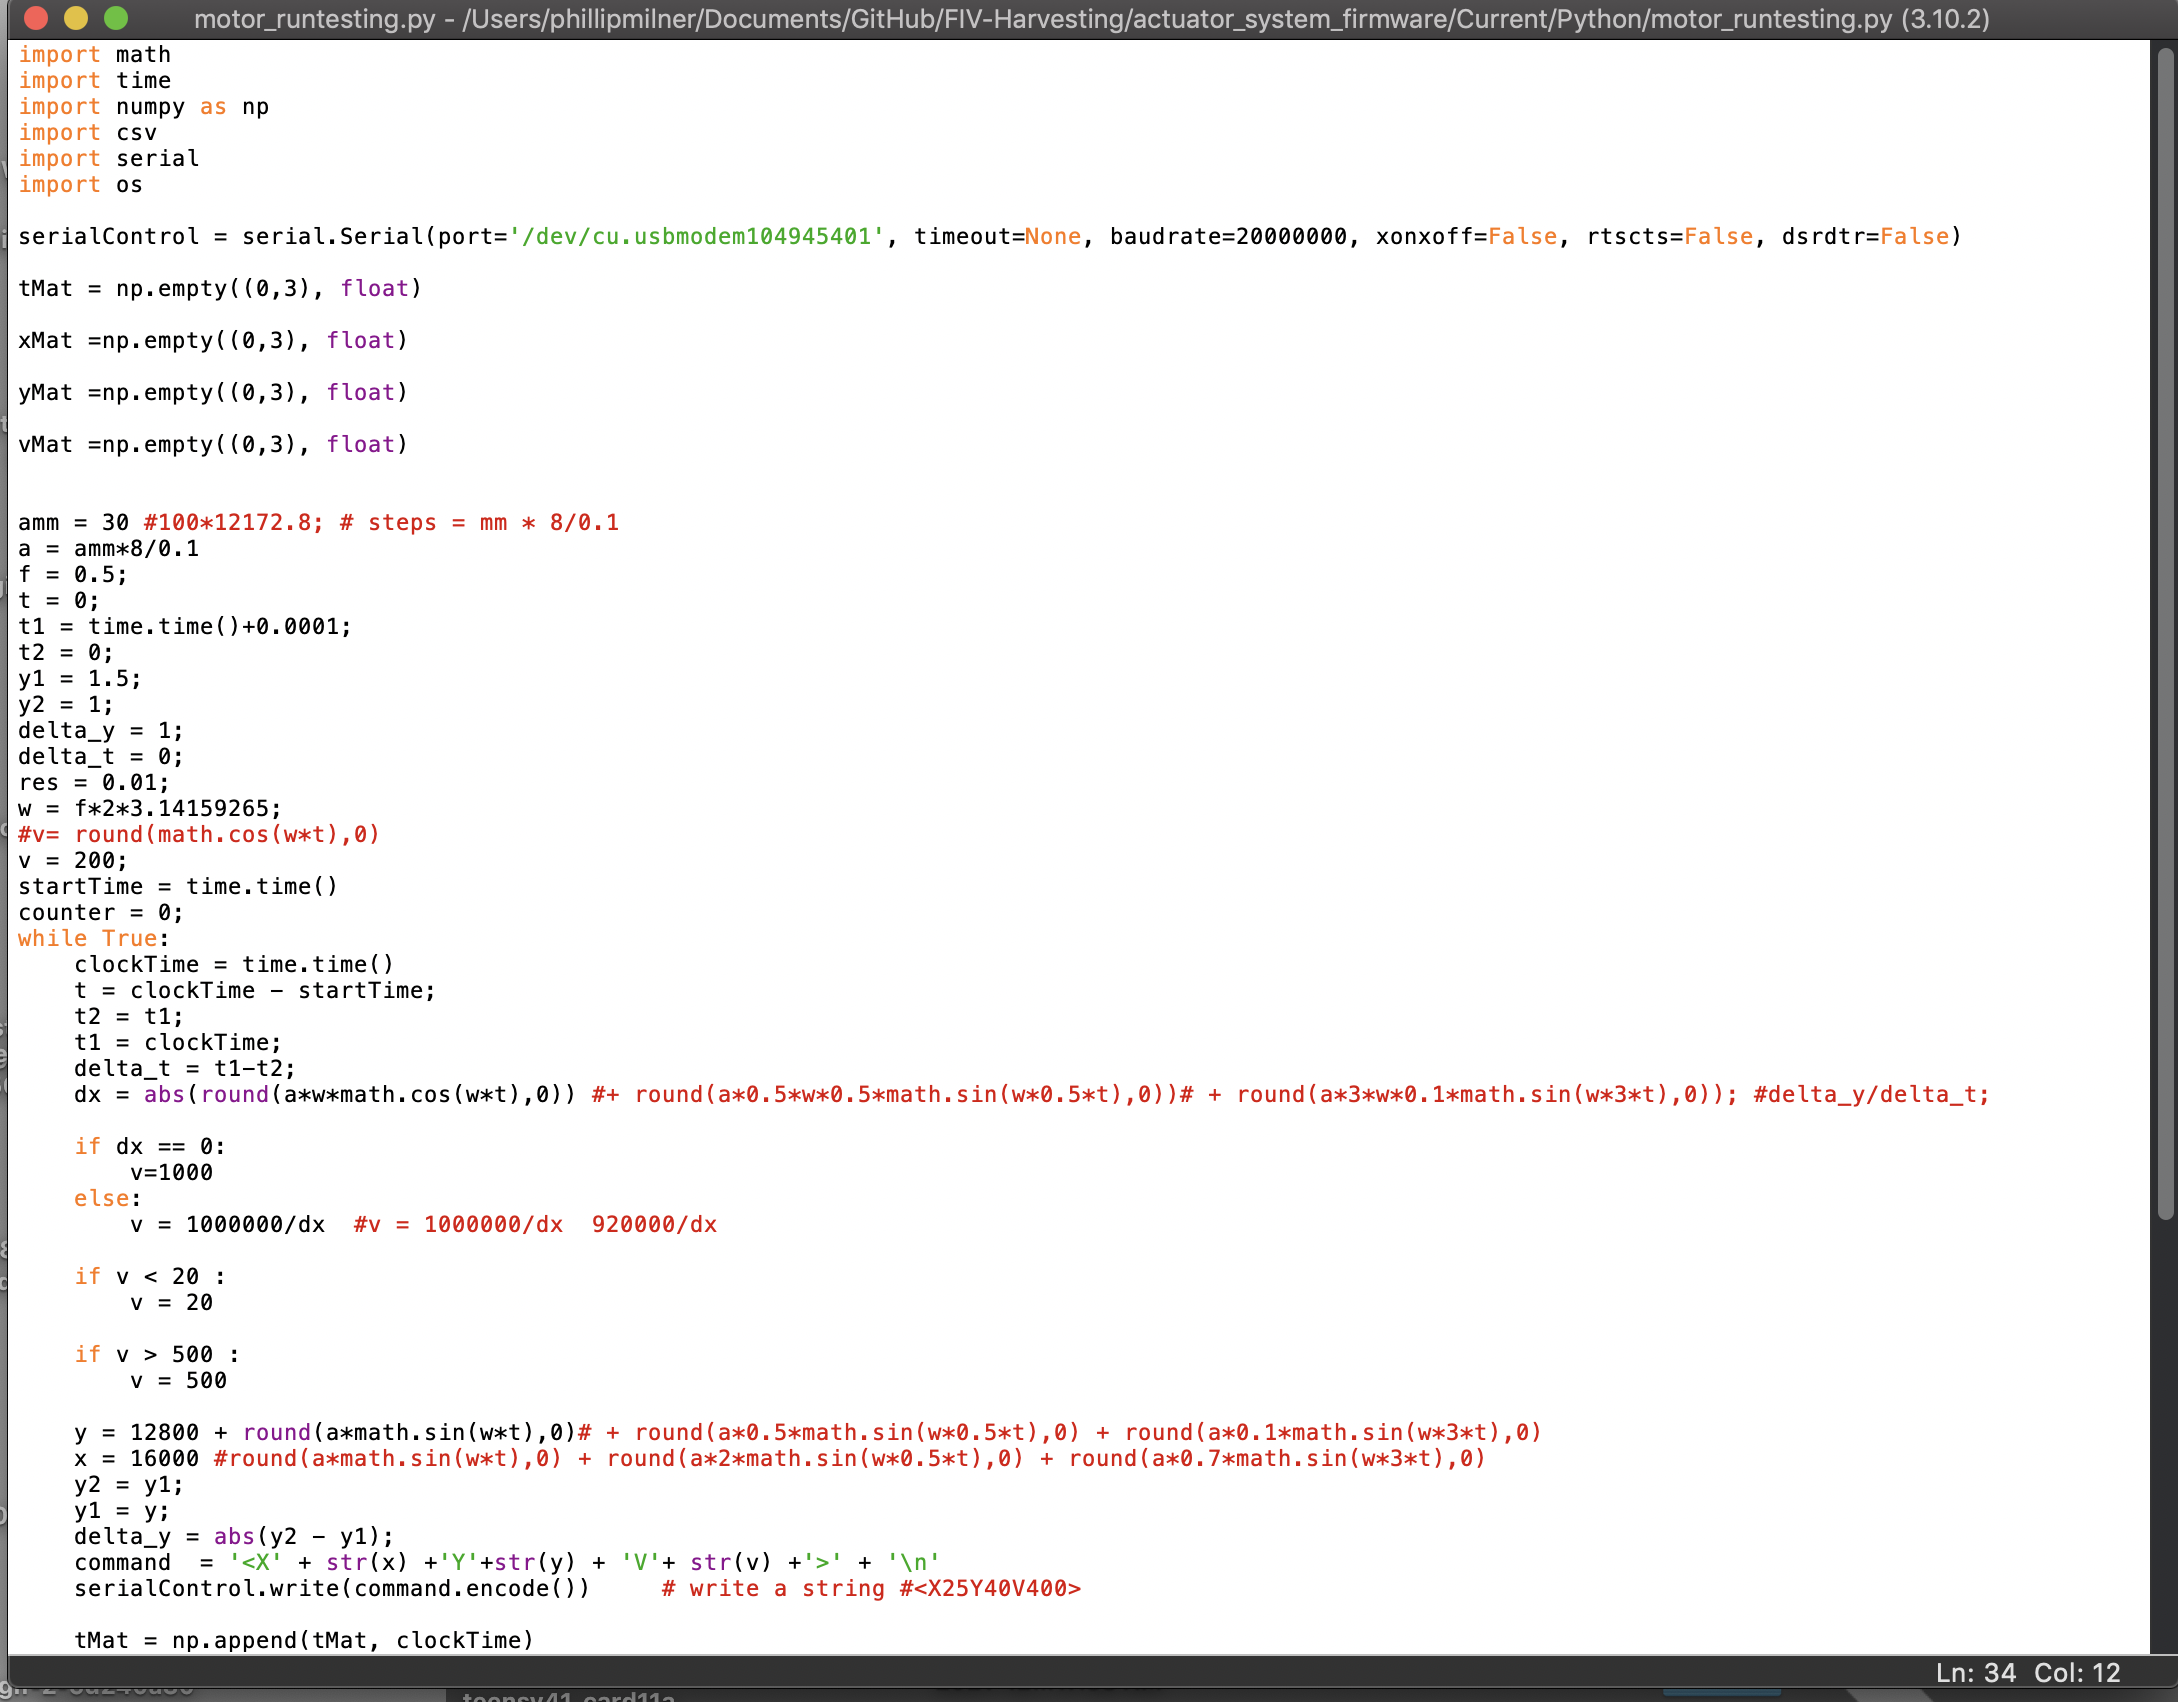 motor_runtesting.py - /Users/phillipmilner/Documents/GitHub/FIV-Harvesting/actuator_system_firmware/Current/Python/motor_runtesting.py (3.10.2)
import math
import time
import numpy as np
import csv
import serial
import os

serialControl = serial.Serial(port='/dev/cu.usbmodem104945401', timeout=None, baudrate=20000000, xonxoff=False, rtscts=False, dsrdtr=False)

tMat = np.empty((0,3), float)

xMat =np.empty((0,3), float)

yMat =np.empty((0,3), float)

vMat =np.empty((0,3), float)


amm = 30 #100*12172.8; # steps = mm * 8/0.1
a = amm*8/0.1
f = 0.5;
t = 0;
t1 = time.time()+0.0001;
t2 = 0;
y1 = 1.5;
y2 = 1;
delta_y = 1;
delta_t = 0;
res = 0.01;
w = f*2*3.14159265;
#v= round(math.cos(w*t),0)
v = 200;
startTime = time.time()
counter = 0;
while True:
    clockTime = time.time()
    t = clockTime - startTime;
    t2 = t1;
    t1 = clockTime;
    delta_t = t1-t2;
    dx = abs(round(a*w*math.cos(w*t),0)) #+ round(a*0.5*w*0.5*math.sin(w*0.5*t),0))# + round(a*3*w*0.1*math.sin(w*3*t),0)); #delta_y/delta_t;

    if dx == 0:
        v=1000
    else:
        v = 1000000/dx  #v = 1000000/dx  920000/dx

    if v < 20 :
        v = 20

    if v > 500 :
        v = 500

    y = 12800 + round(a*math.sin(w*t),0)# + round(a*0.5*math.sin(w*0.5*t),0) + round(a*0.1*math.sin(w*3*t),0)
    x = 16000 #round(a*math.sin(w*t),0) + round(a*2*math.sin(w*0.5*t),0) + round(a*0.7*math.sin(w*3*t),0)
    y2 = y1;
    y1 = y;
    delta_y = abs(y2 - y1);
    command  = '<X' + str(x) +'Y'+str(y) + 'V'+ str(v) +'>' + '\n'
    serialControl.write(command.encode())     # write a string #<X25Y40V400>

    tMat = np.append(tMat, clockTime)
Ln: 34 Col: 12